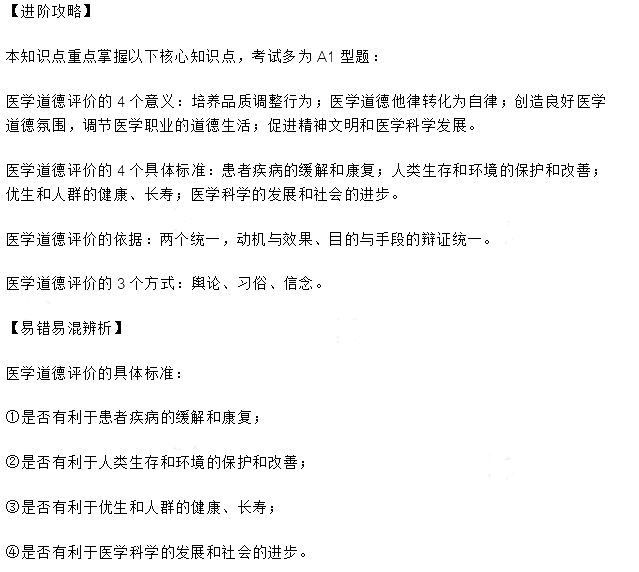 【进阶攻略】
本知识点重点掌握以下核心知识点，考试多为 A1 型题：
医学道德评价的 4 个意义：培养品质调整行为；医学道德他律转化为自律；创造良好医学
道德氛围，调节医学职业的道德生活；促进精神文明和医学科学发展。
医学道德评价的 4 个具体标准：患者疾病的缓解和康复；人类生存和环境的保护和改善；
优生和人群的健康、长寿；医学科学的发展和社会的进步。
医学道德评价的依据：两个统一，动机与效果、目的与手段的辩证统一。
医学道德评价的 3 个方式：舆论、习俗、信念。
【易错易混辨析】
医学道德评价的具体标准：
①是否有利于患者疾病的缓解和康复；
②是否有利于人类生存和环境的保护和改善；
③是否有利于优生和人群的健康、长寿；
④是否有利于医学科学的发展和社会的进步。